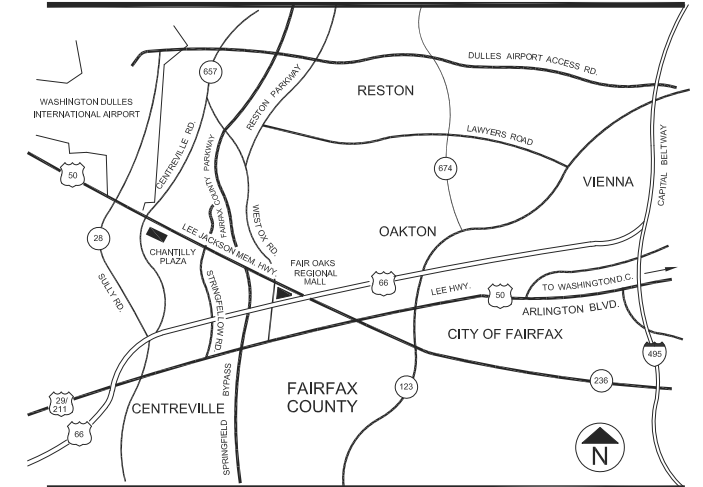 DULLES AIRPORT ACCESS RD.
657
RESTON PARKWAY
RESTON
WASHINGTON DULLES
INTERNATIONAL AIRPORT
CENTREVILLE RD.
FAIRFAX COUNTY PARKWAY
LAWYERS ROAD
CAPITAL BELTWAY
50
674
VIENNA
WEST OX RD.
OAKTON
28
LEE JACKSON MEM. HWY.
CHANTILLY
PLAZA
FAIR OAKS
REGIONAL
MALL
SULLY RD.
STRINGFELLOW RD.
66
LEE HWY.
50
TO WASHINGTON D.C.
ARLINGTON BLVD.
CITY OF FAIRFAX
495
SPRINGFIELD BYPASS
123
236
29/
211
CENTREVILLE
FAIRFAX
COUNTY
66
N